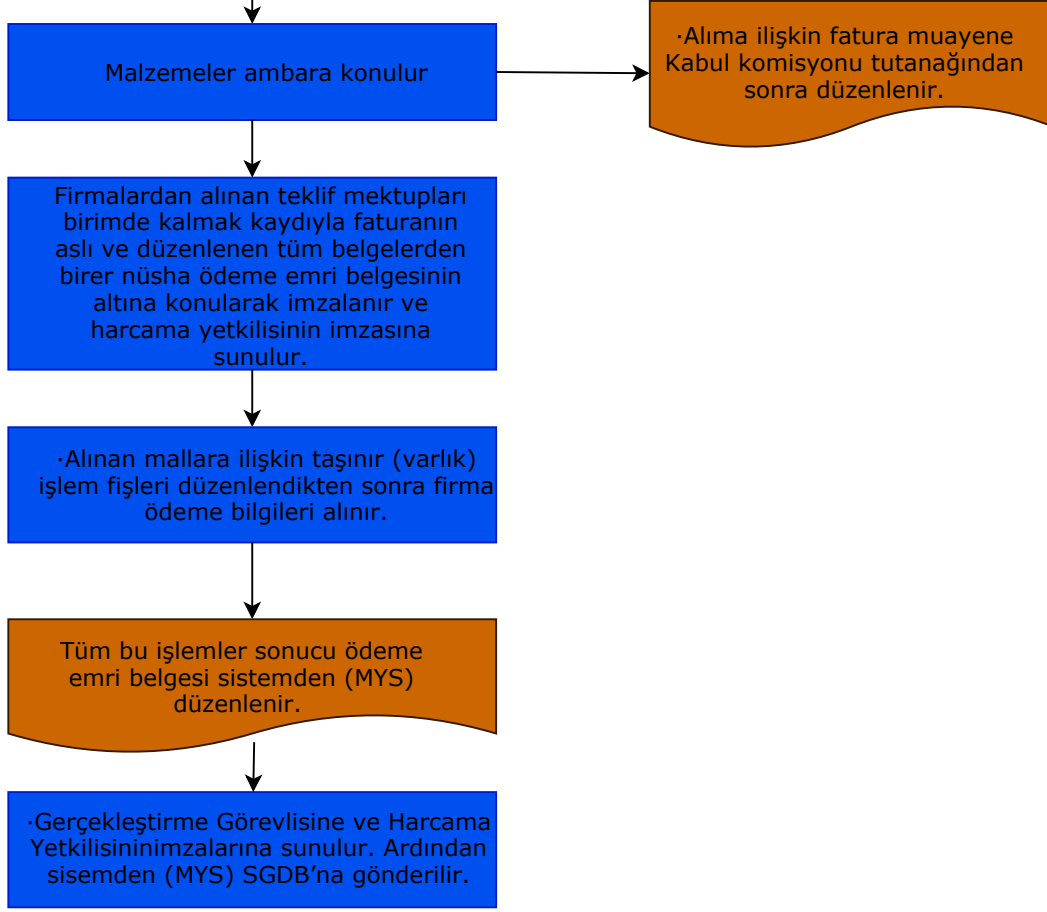 Malzemeler ambara konulur
·Alıma ilişkin fatura muayene
Kabul komisyonu tutanağından
sonra düzenlenir.
Firmalardan alınan teklif mektupları
birimde kalmak kaydıyla faturanın
aslı ve düzenlenen tüm belgelerden
birer nüsha ödeme emri belgesinin
altına konularak imzalanır ve
harcama yetkilisinin imzasına
sunulur.
·Alınan mallara ilişkin taşınır (varlık)
işlem fişleri düzenlendikten sonra firma
ödeme bilgileri alınır.
Tüm bu işlemler sonucu ödeme
emri belgesi sistemden (MYS)
düzenlenir.
·Gerçekleştirme Görevlisine ve Harcama
Yetkilisininimzalarına sunulur. Ardından
sisemden (MYS) SGDB’na gönderilir.